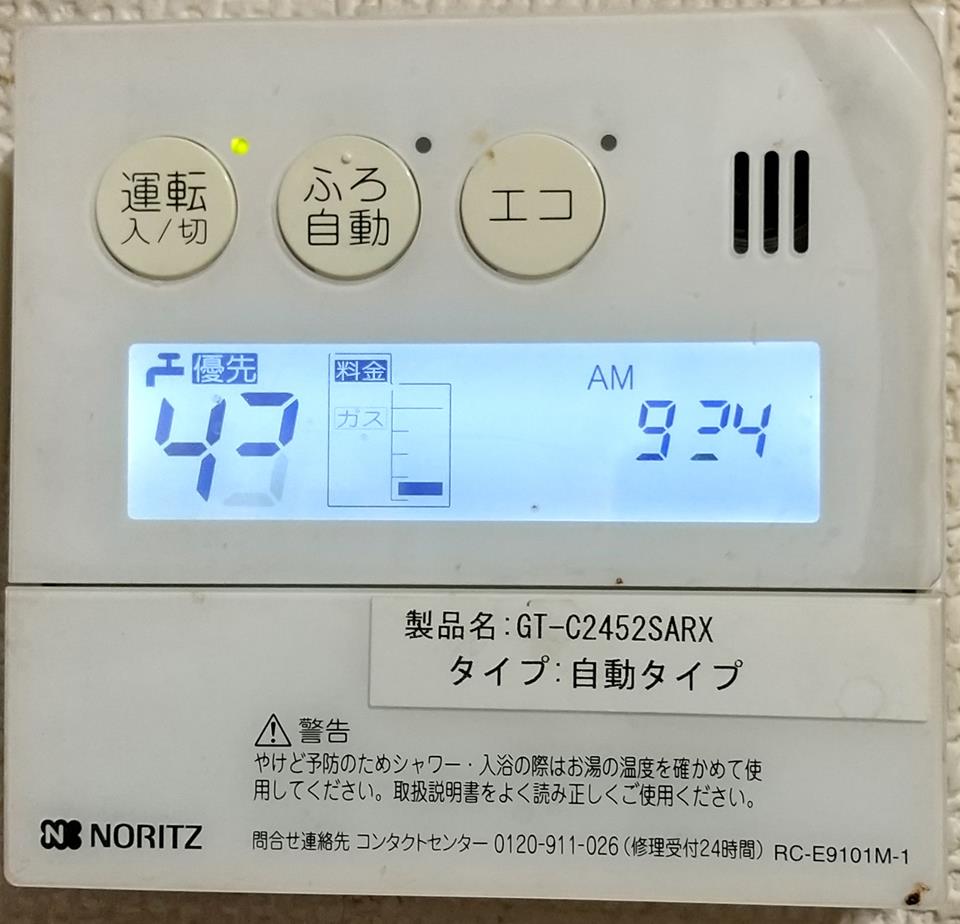 運転
入/切
ふろ
自動
エコ
優先
料金
AM
42
ガス
9:24
製品名:GT-C2452SARX
タイプ:自動タイプ
警告
やけど予防のためシャワー・入浴の際はお湯の温度を確かめて使
用してください。取扱説明書をよく読み正しくご使用ください。
NORITZ
問合せ連絡先 コンタクトセンター 0120-911-026(修理受付24時間) RC-E9101M-1